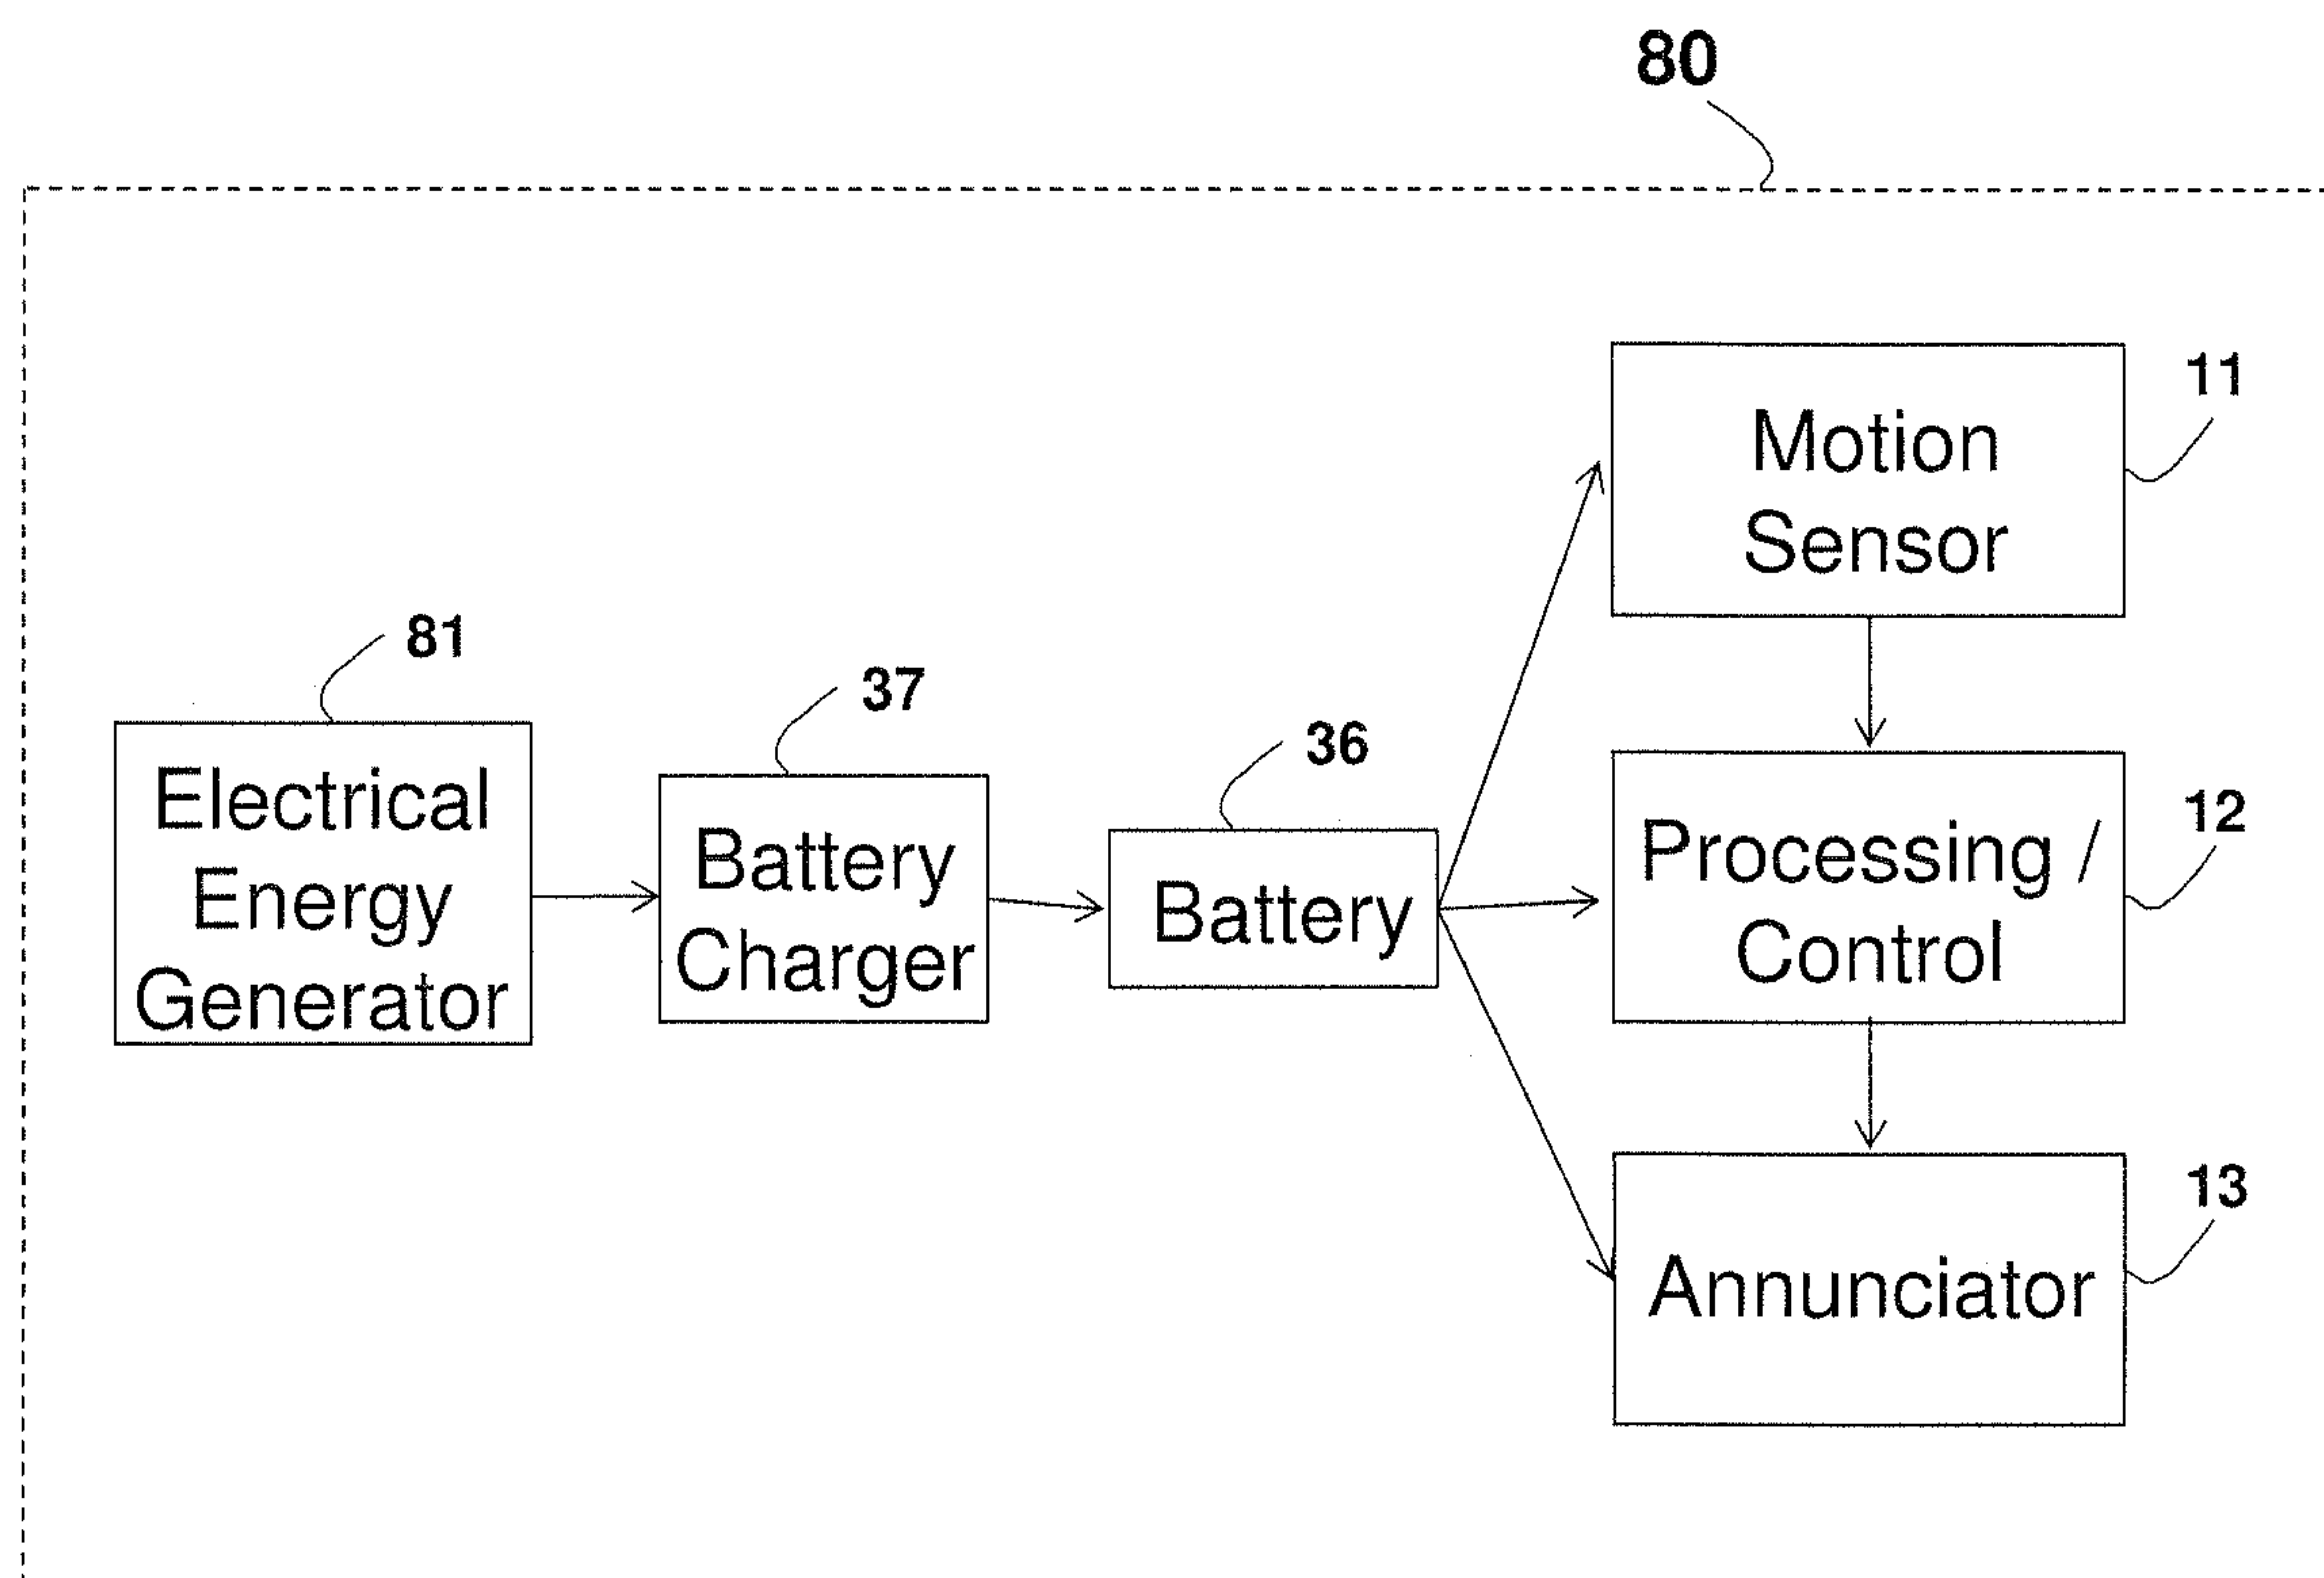 80
11
Motion
Sensor
81
37
36
Electrical
Energy
Generator
Battery
Charger
Battery
12
Processing /
Control
13
Annunciator